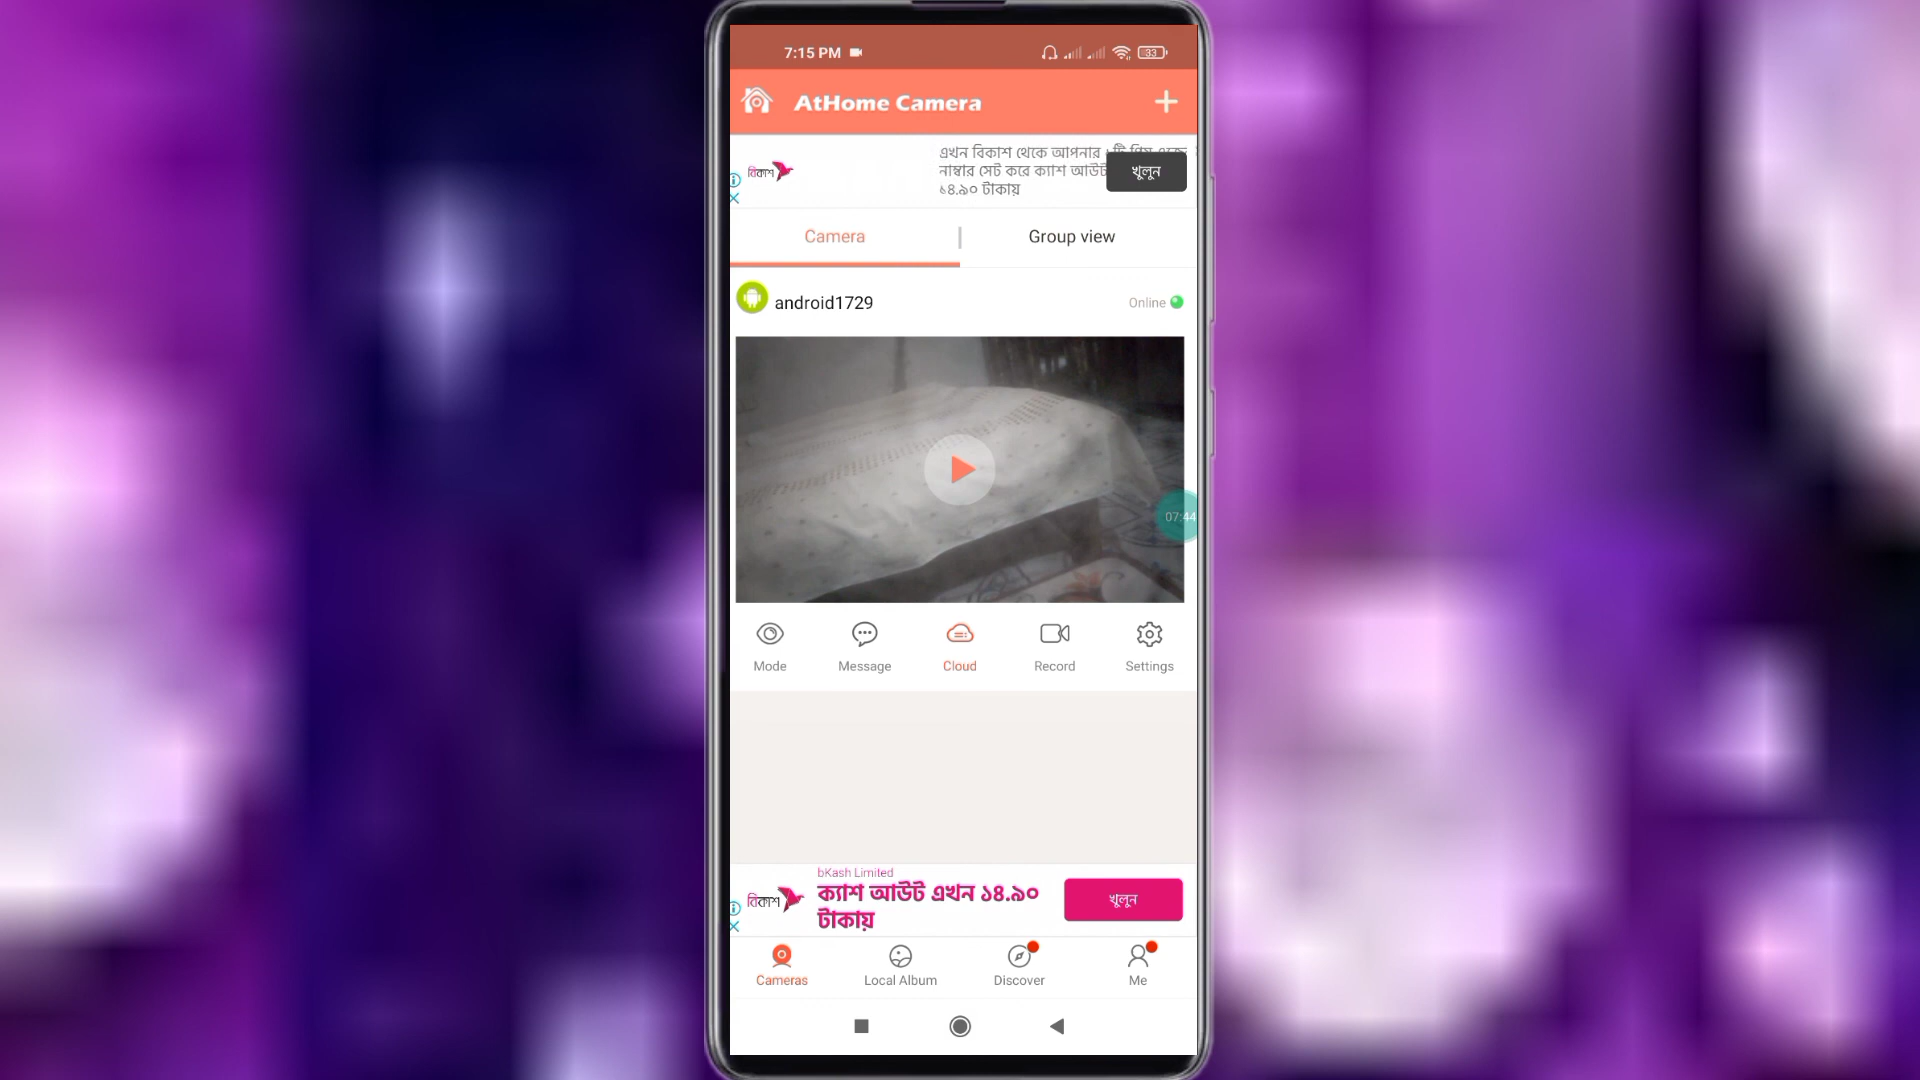 7:15 PM
33
AtHome Camera
এখন বিকাশ থেকে আপনার
বিকাশ
নাম্বার সেট করে ক্যাশ আউট
খুলুন
১৪.৯০ টাকায়
Camera
Group view
android1729
Online
07:44
Mode
Message
Cloud
Record
Settings
bKash Limited
বিকাশ
ক্যাশ আউট এখন ১৪.৯০
টাকায়
খুলুন
Cameras
Local Album
Discover
Me